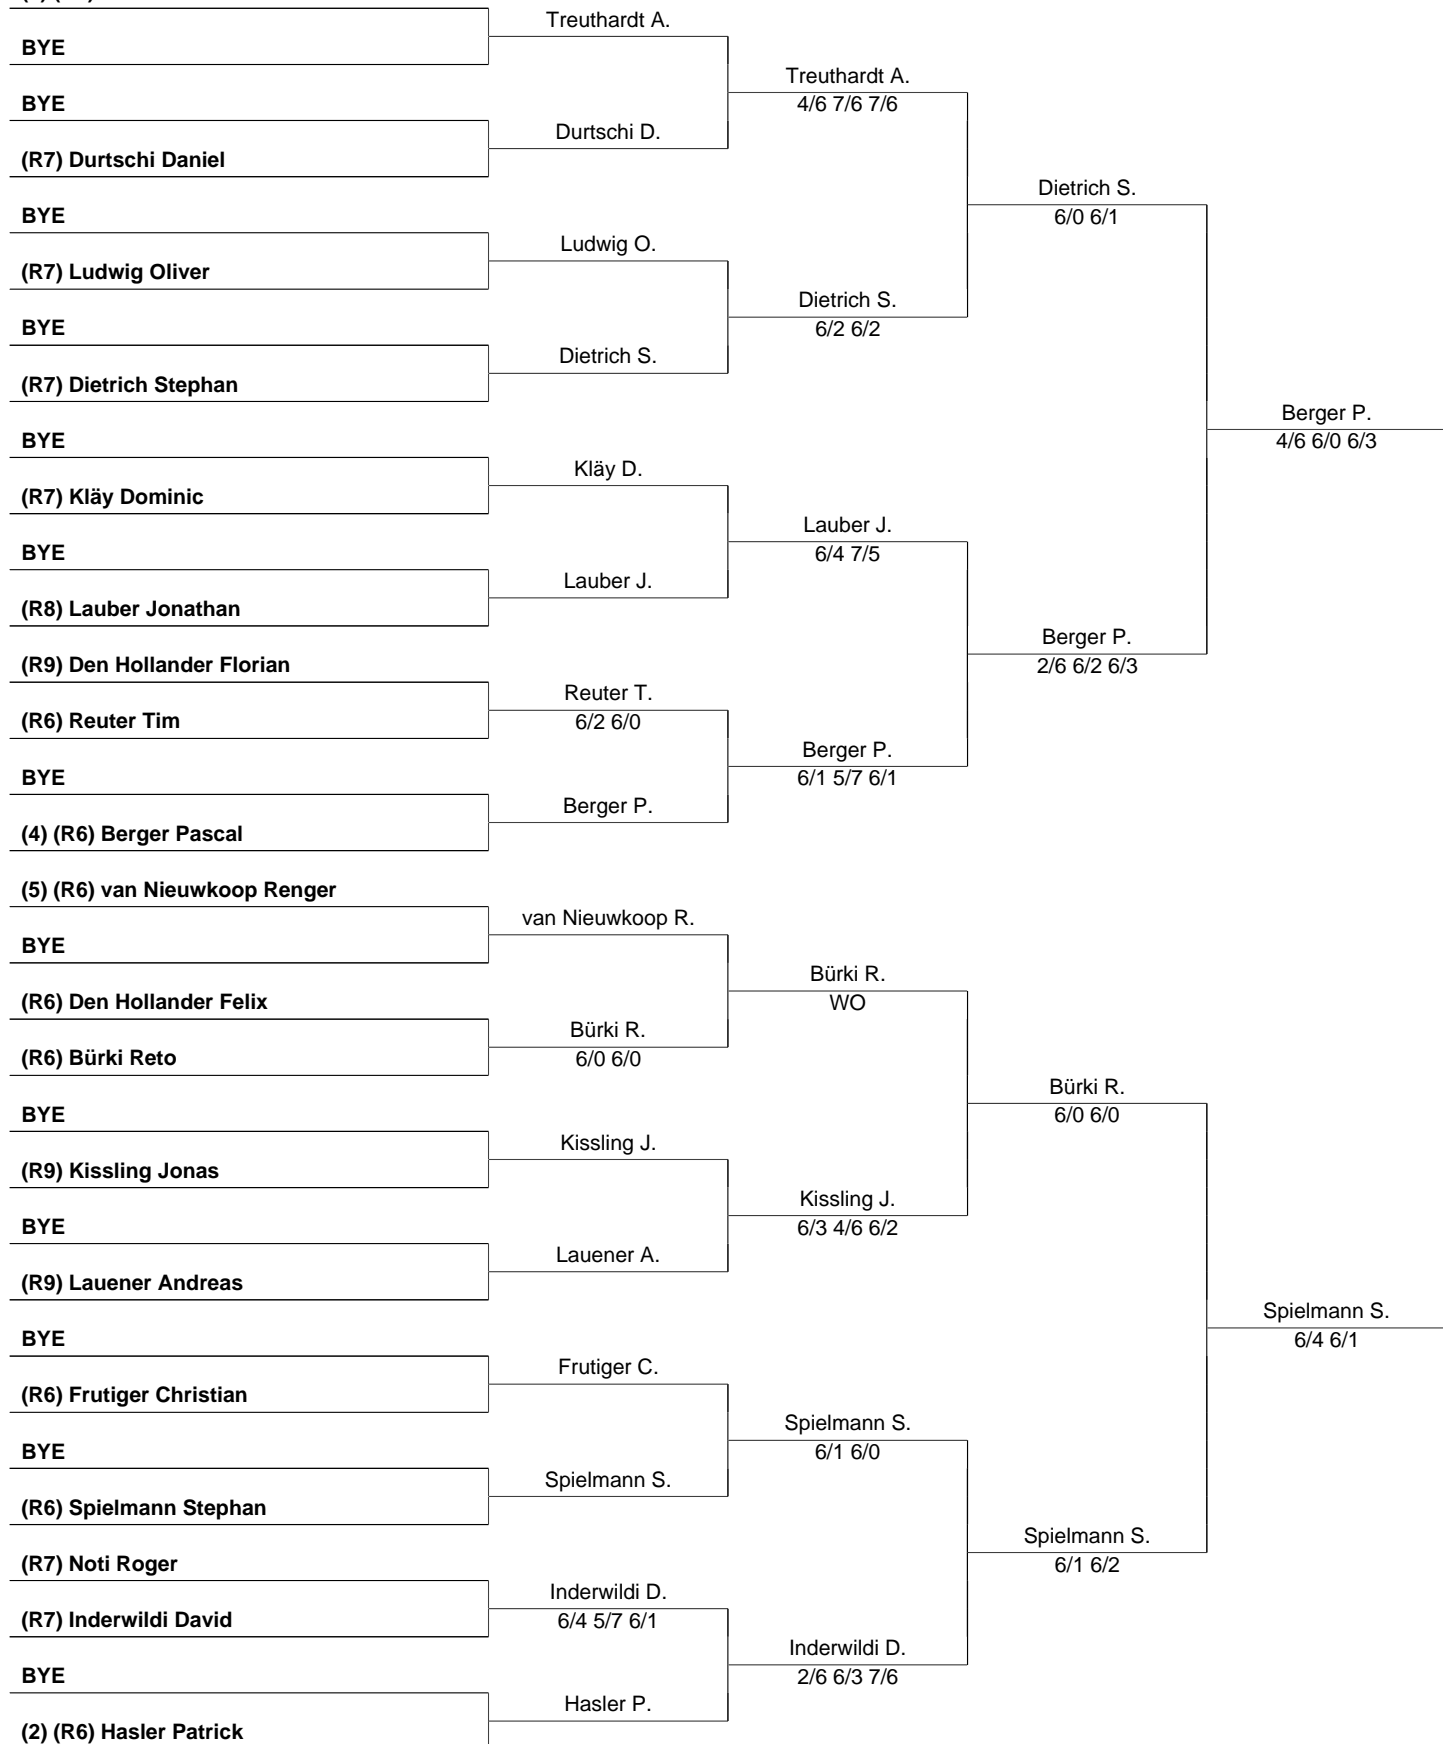 BYE
BYE
(R7) Durtschi Daniel
BYE
(R7) Ludwig Oliver
BYE
(R7) Dietrich Stephan
BYE
(R7) Kläy Dominic
BYE
(R8) Lauber Jonathan
(R9) Den Hollander Florian
(R6) Reuter Tim
BYE
(4) (R6) Berger Pascal
(5) (R6) van Nieuwkoop Renger
BYE
(R6) Den Hollander Felix
(R6) Bürki Reto
BYE
(R9) Kissling Jonas
BYE
(R9) Lauener Andreas
BYE
(R6) Frutiger Christian
BYE
(R6) Spielmann Stephan
(R7) Noti Roger
(R7) Inderwildi David
BYE
(2) (R6) Hasler Patrick
Treuthardt A.
Durtschi D.
Ludwig O.
Dietrich S.
Kläy D.
Lauber J.
Reuter T.
6/2 6/0
Berger P.
van Nieuwkoop R.
Bürki R.
6/0 6/0
Kissling J.
Lauener A.
Frutiger C.
Spielmann S.
Inderwildi D.
6/4 5/7 6/1
Hasler P.
Treuthardt A.
4/6 7/6 7/6
Dietrich S.
6/2 6/2
Lauber J.
6/4 7/5
Berger P.
6/1 5/7 6/1
Bürki R.
WO
Kissling J.
6/3 4/6 6/2
Spielmann S.
6/1 6/0
Inderwildi D.
2/6 6/3 7/6
Dietrich S.
6/0 6/1
Berger P.
2/6 6/2 6/3
Bürki R.
6/0 6/0
Spielmann S.
6/1 6/2
Berger P.
4/6 6/0 6/3
Spielmann S.
6/4 6/1